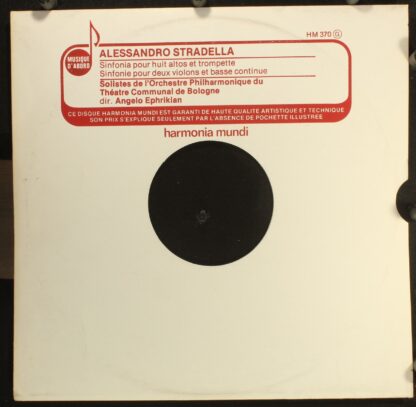 HM 370 G
MUSIQUE
D'ABORD
ALESSANDRO STRADELLA
Sinfonia pour huit altos et trompette
Sinfonie pour deux violons et basse continue
Solistes de l'Orchestre Philharmonique du
Théatre Communal de Bologne
dir. Angelo Ephrikian
CE DISQUE HARMONIA MUNDI EST GARANTI DE HAUTE QUALITE ARTISTIQUE ET TECHNIQUE
SON PRIX S'EXPLIQUE SEULEMENT PAR L'ABSENCE DE POCHETTE ILLUSTREE
harmonia mundi